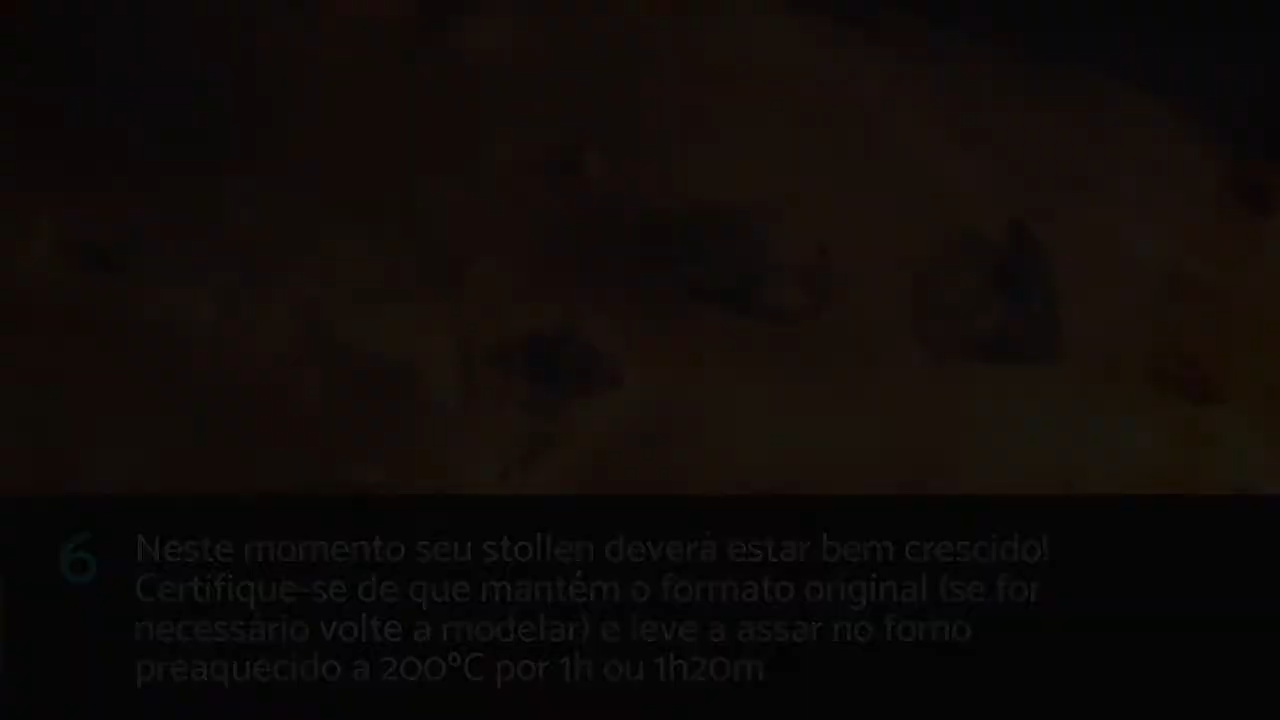 6
Neste momento seu stollen deverá estar bem crescido!
Certifique-se de que mantém o formato original (se for
necessário volte a modelar) e leve a assar no forno
preaquecido a 200°C por 1h ou 1h20m